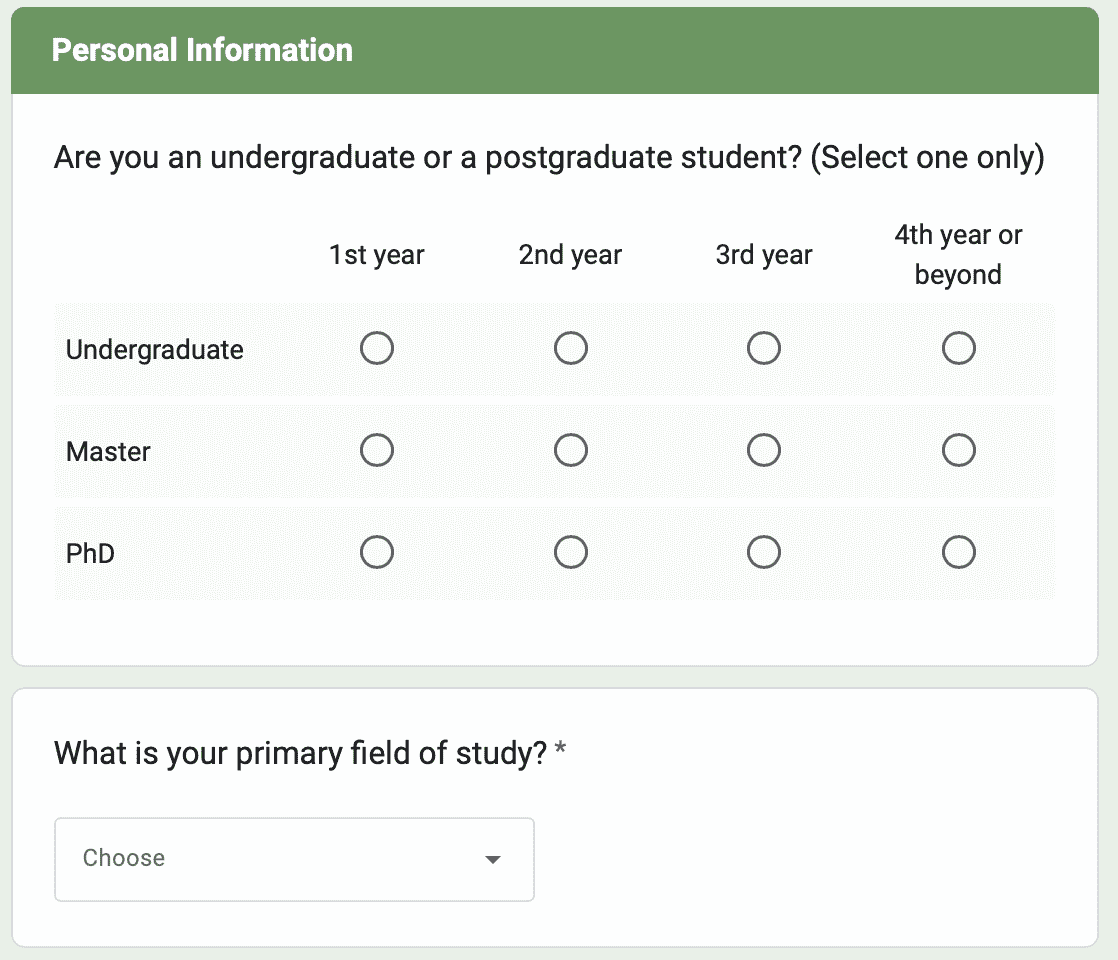 Personal Information
Are you an undergraduate or a postgraduate student? (Select one only)
1st year 2nd year 3rd year 4th year or
beyond
Undergraduate
Master
PhD
What is your primary field of study? *
Choose